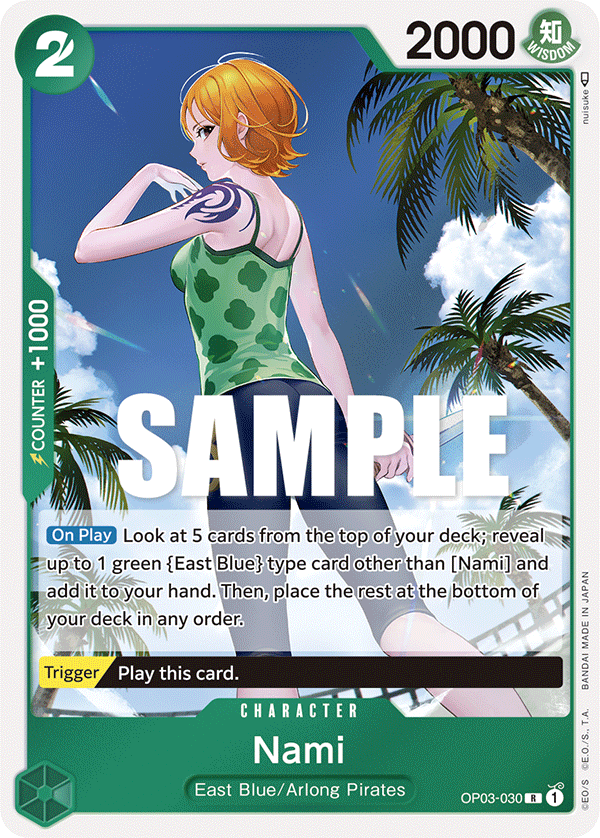 2
2000
知
WISDOM
nuisuke
COUNTER +1000
SAMPLE
On Play Look at 5 cards from the top of your deck; reveal
up to 1 green {East Blue} type card other than [Nami] and
add it to your hand. Then, place the rest at the bottom of
your deck in any order.
Trigger Play this card.
CHARACTER
Nami
East Blue/Arlong Pirates
OP03-030 R 1
©EO/S ©E.O./S., T.A. BANDAI MADE IN JAPAN